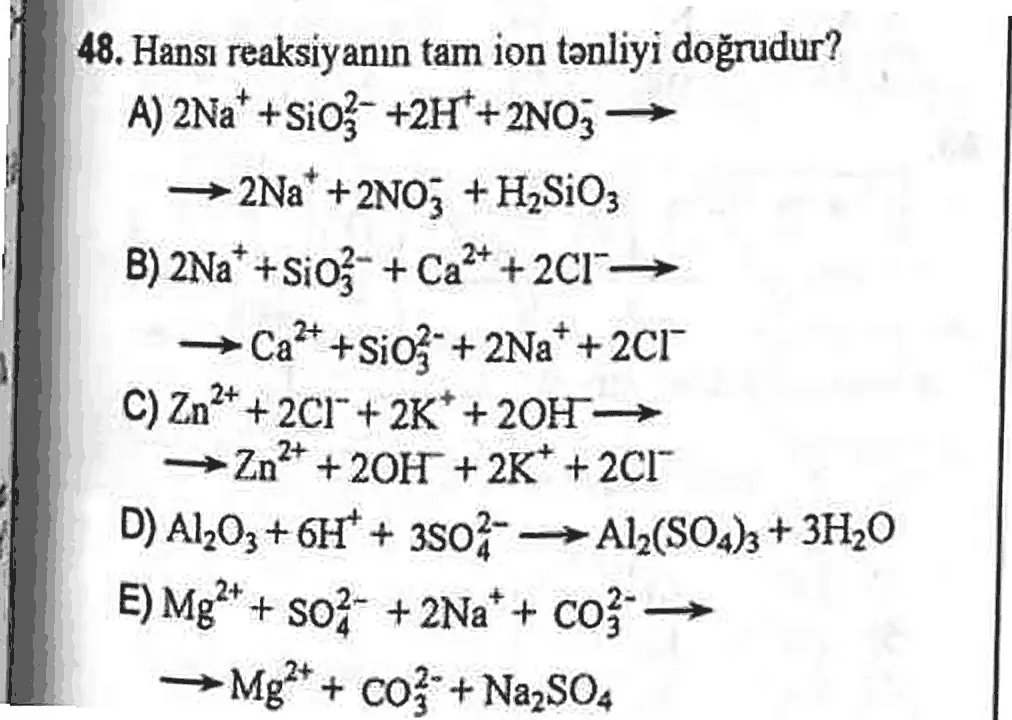 48. Hansı reaksiyanın tam ion tənliyi doğrudur?
A) 2Na⁺ + SiO₃²⁻ + 2H⁺ + 2NO₃⁻ →
→ 2Na⁺ + 2NO₃⁻ + H₂SiO₃
B) 2Na⁺ + SiO₃²⁻ + Ca²⁺ + 2Cl⁻ →
→ Ca²⁺ + SiO₃²⁻ + 2Na⁺ + 2Cl⁻
C) Zn²⁺ + 2Cl⁻ + 2K⁺ + 2OH⁻ →
→ Zn²⁺ + 2OH⁻ + 2K⁺ + 2Cl⁻
D) Al₂O₃ + 6H⁺ + 3SO₄²⁻ → Al₂(SO₄)₃ + 3H₂O
E) Mg²⁺ + SO₄²⁻ + 2Na⁺ + CO₃²⁻ →
→ Mg²⁺ + CO₃²⁻ + Na₂SO₄